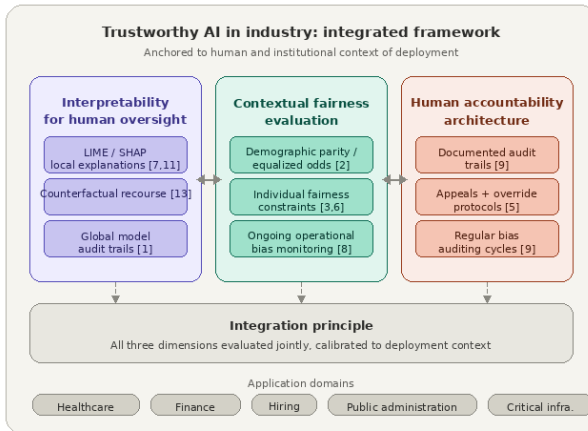 Trustworthy AI in industry: integrated framework
Anchored to human and institutional context of deployment
Interpretability
for human oversight
LIME / SHAP
local explanations [7,11]
Counterfactual recourse [13]
Global model
audit trails [1]
Contextual fairness
evaluation
Demographic parity /
equalized odds [2]
Individual fairness
constraints [3,6]
Ongoing operational
bias monitoring [8]
Human accountability
architecture
Documented audit
trails [9]
Appeals + override
protocols [5]
Regular bias
auditing cycles [9]
Integration principle
All three dimensions evaluated jointly, calibrated to deployment context
Application domains
Healthcare
Finance
Hiring
Public administration
Critical infra.